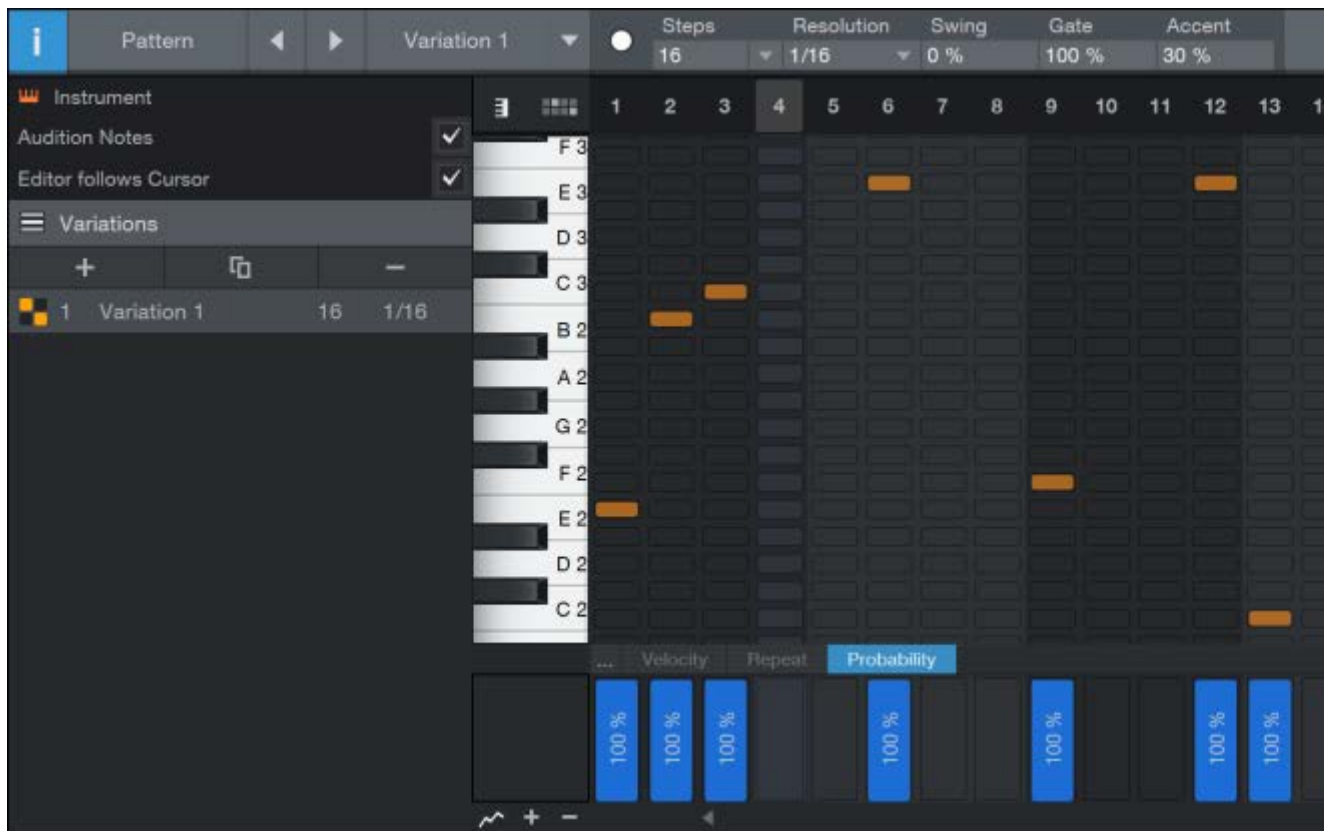 i Pattern Variation 1 Steps Resolution Swing Gate Accent
16 1/16 0 % 100 % 30 %
Instrument
1 2 3 4 5 6 7 8 9 10 11 12 13 1
Audition Notes
F 3
Editor follows Cursor
E 3
Variations
D 3
+ −
C 3
1 Variation 1 16 1/16
B 2
A 2
G 2
F 2
E 2
D 2
C 2
... Velocity Repeat Probability
100 % 100 % 100 % 100 % 100 % 100 % 100 %
+ −